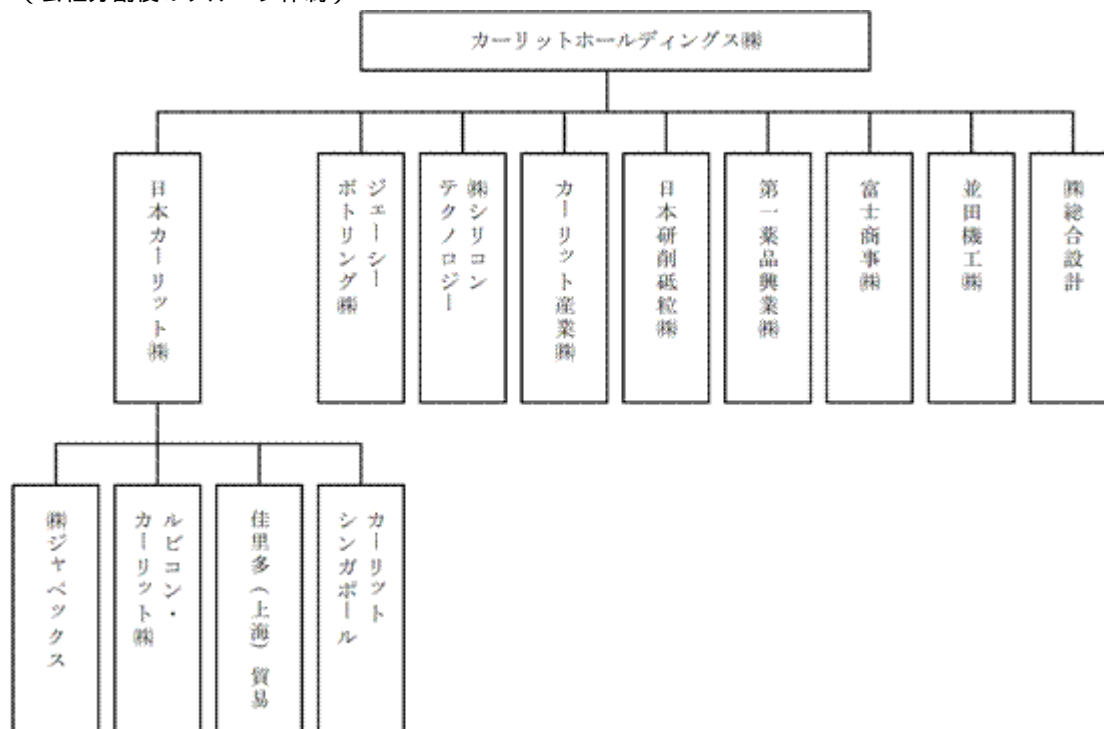 カーリットホールディングス㈱
日本カーリット㈱
ジェーシー
ボトリング㈱
㈱シリコン
テクノロジー
カーリット産業㈱
日本研削砥粒㈱
第一薬品興業㈱
富士商事㈱
並田機工㈱
㈱総合設計
㈱ジャペックス
ルビコン・
カーリット㈱
佳里多(上海)貿易
カーリット
シンガポール